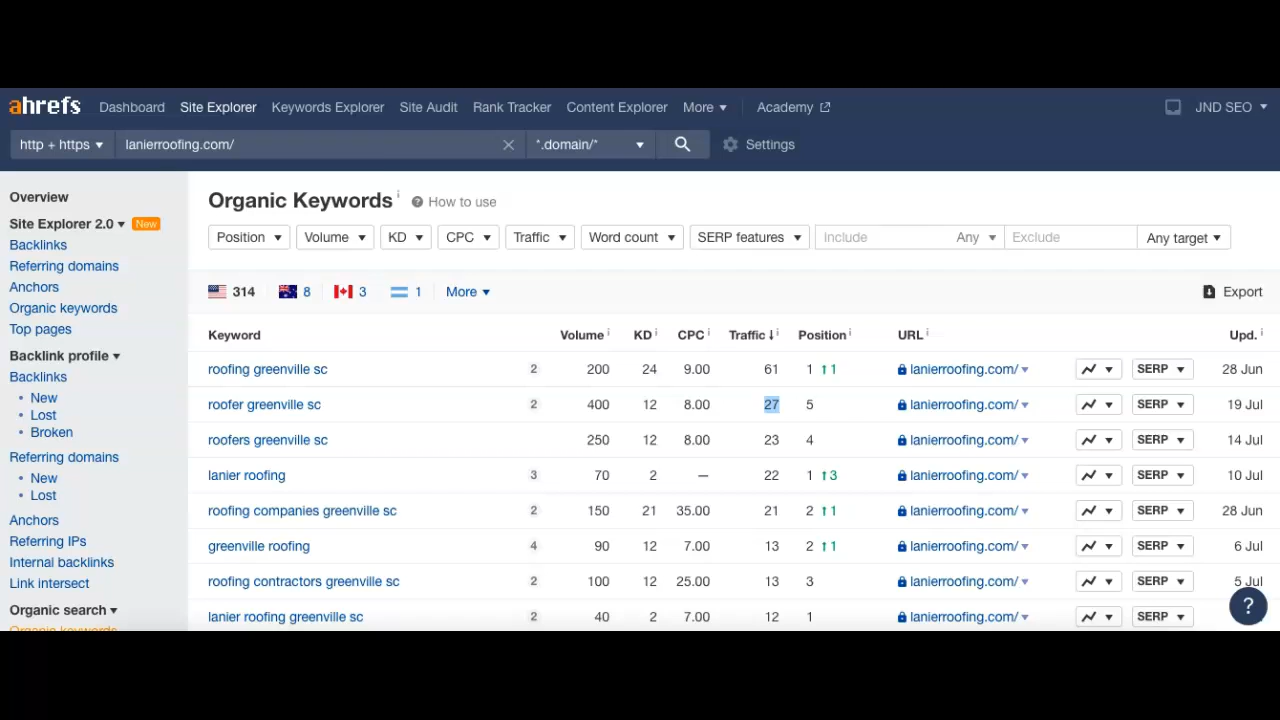 ahrefs Dashboard Site Explorer Keywords Explorer Site Audit Rank Tracker Content Explorer More Academy JND SEO
http + https lanierroofing.com/ *.domain/* Settings
Overview
Site Explorer 2.0 New
Backlinks
Referring domains
Anchors
Organic keywords
Top pages
Backlink profile
Backlinks
• New
• Lost
• Broken
Referring domains
• New
• Lost
Anchors
Referring IPs
Internal backlinks
Link intersect
Organic search
Organic keywords
Organic Keywords i ? How to use
Position Volume KD CPC Traffic Word count SERP features Include Any Exclude Any target
314 8 3 1 More Export
Keyword Volume i KD i CPC i Traffic ↓ i Position i URL i Upd. i
roofing greenville sc 2 200 24 9.00 61 1 ↑1 lanierroofing.com/ SERP 28 Jun
roofer greenville sc 2 400 12 8.00 27 5 lanierroofing.com/ SERP 19 Jul
roofers greenville sc 250 12 8.00 23 4 lanierroofing.com/ SERP 14 Jul
lanier roofing 3 70 2 — 22 1 ↑3 lanierroofing.com/ SERP 10 Jul
roofing companies greenville sc 2 150 21 35.00 21 2 ↑1 lanierroofing.com/ SERP 28 Jun
greenville roofing 4 90 12 7.00 13 2 ↑1 lanierroofing.com/ SERP 6 Jul
roofing contractors greenville sc 2 100 12 25.00 13 3 lanierroofing.com/ SERP 5 Jul
lanier roofing greenville sc 2 40 2 7.00 12 1 lanierroofing.com/ SERP
?